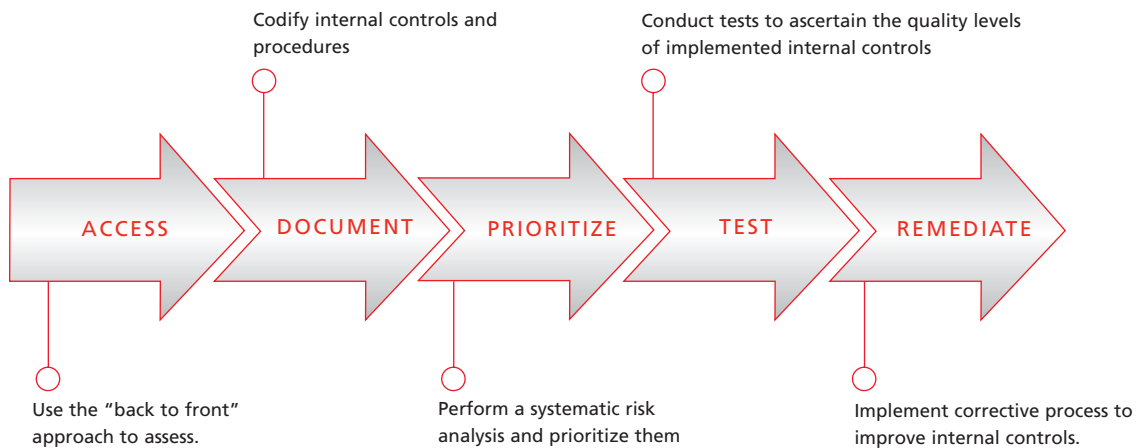 Codify internal controls and
procedures
Conduct tests to ascertain the quality levels
of implemented internal controls
ACCESS
DOCUMENT
PRIORITIZE
TEST
REMEDIATE
Use the “back to front”
approach to assess.
Perform a systematic risk
analysis and prioritize them
Implement corrective process to
improve internal controls.